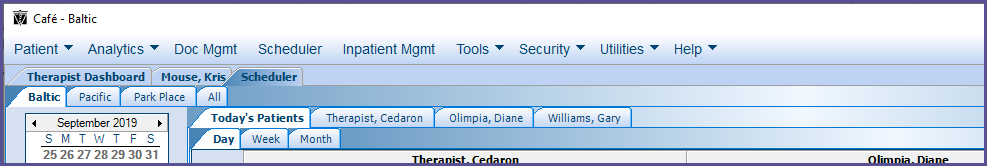 Café - Baltic
Patient Analytics Doc Mgmt Scheduler Inpatient Mgmt Tools Security Utilities Help
Therapist Dashboard Mouse, Kris Scheduler
Baltic Pacific Park Place All
Today's Patients Therapist, Cedaron Olimpia, Diane Williams, Gary
September 2019
Day Week Month
S M T W T F S
25 26 27 28 29 30 31
Therapist, Cedaron Olimpia, Diane